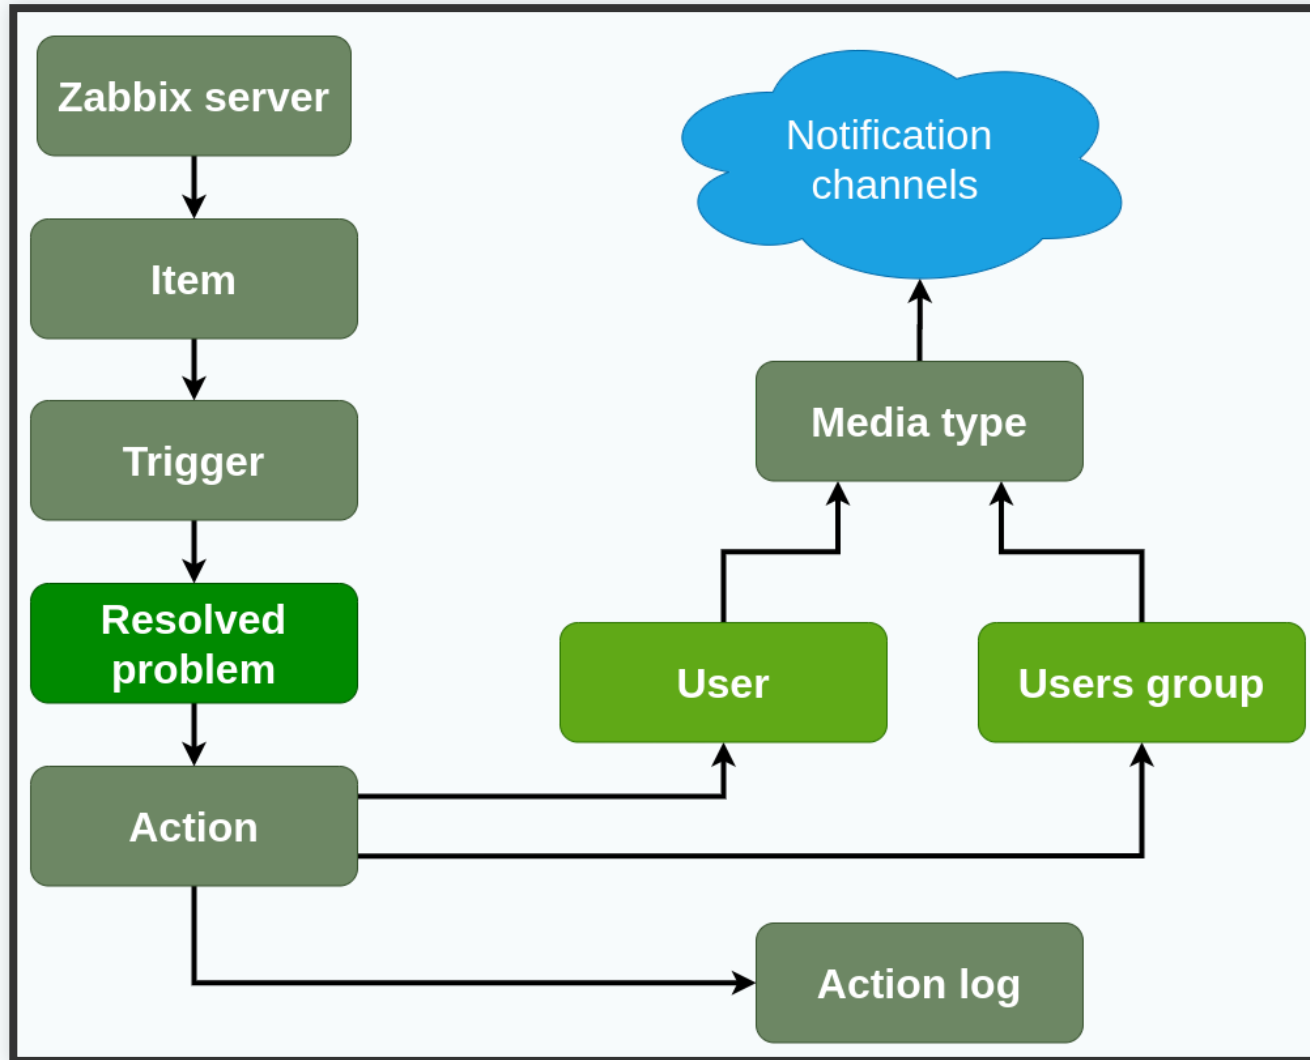 Zabbix server
Item
Trigger
Resolved
problem
Action
Notification
channels
Media type
User
Users group
Action log